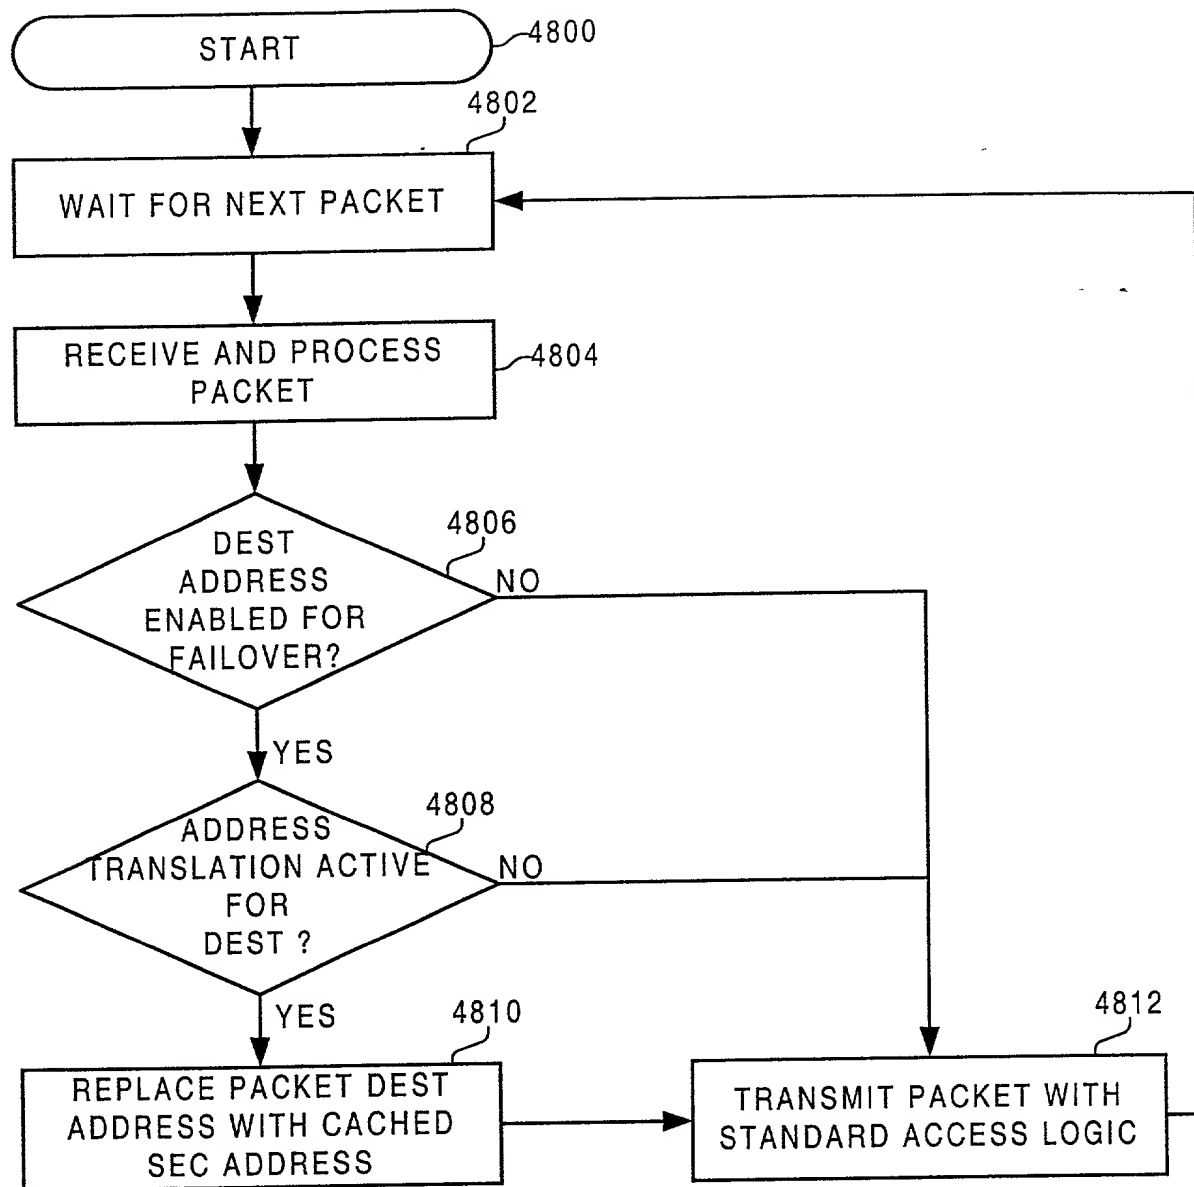 START
4800
4802
WAIT FOR NEXT PACKET
RECEIVE AND PROCESS
PACKET
4804
4806
DEST
ADDRESS
ENABLED FOR
FAILOVER?
NO
YES
4808
ADDRESS
TRANSLATION ACTIVE
FOR
DEST ?
NO
YES
4810
REPLACE PACKET DEST
ADDRESS WITH CACHED
SEC ADDRESS
4812
TRANSMIT PACKET WITH
STANDARD ACCESS LOGIC